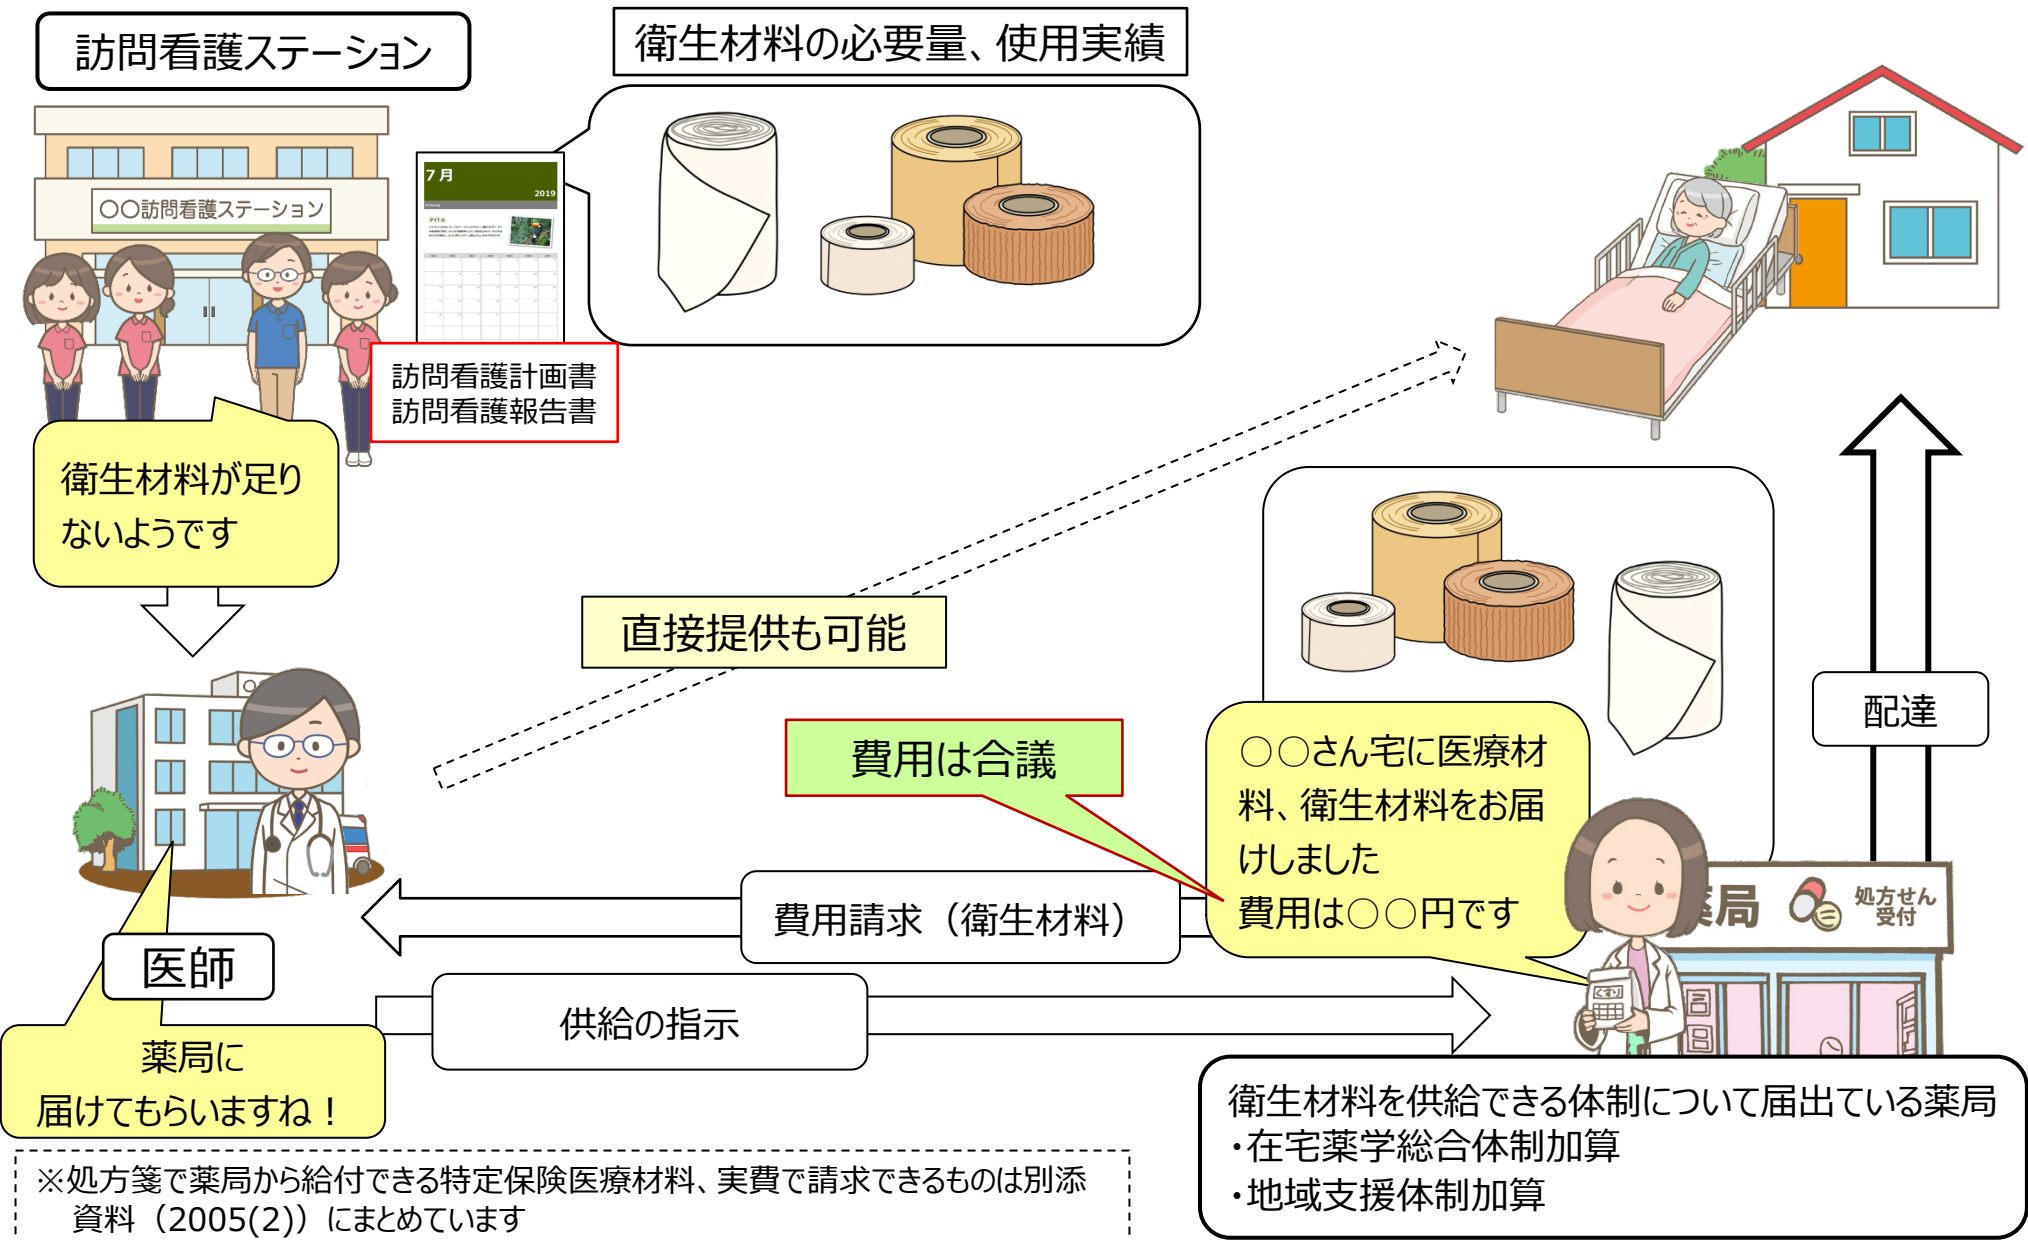 訪問看護ステーション
衛生材料の必要量、使用実績
〇〇訪問看護ステーション
7月
2019
タイトル
訪問看護計画書
訪問看護報告書
衛生材料が足り
ないようです
直接提供も可能
費用は合議
〇〇さん宅に医療材
料、衛生材料をお届
けしました
費用は〇〇円です
配達
費用請求（衛生材料）
医師
供給の指示
薬局に
届けてもらいますね！
局
処方せん
受付
くすり
衛生材料を供給できる体制について届出ている薬局
・在宅薬学総合体制加算
・地域支援体制加算
※処方箋で薬局から給付できる特定保険医療材料、実費で請求できるものは別添
資料（2005(2)）にまとめています